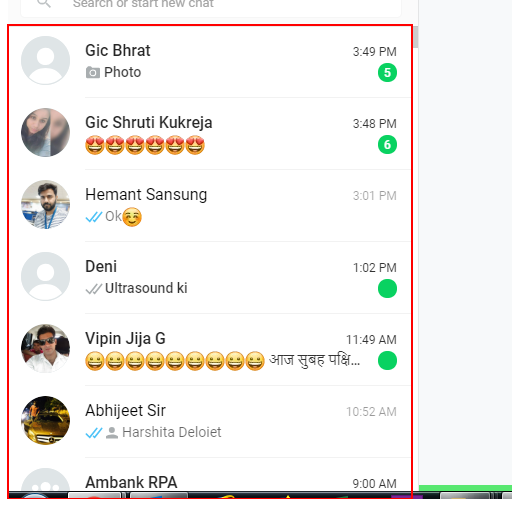 Search or start new chat
Gic Bhrat 3:49 PM
Photo 5
Gic Shruti Kukreja 3:48 PM
😍😍😍😍😍😍 6
Hemant Sansung 3:01 PM
Ok☺️
Deni 1:02 PM
Ultrasound ki
Vipin Jija G 11:49 AM
😀😀😀😀😀😀😀😀😀 आज सुबह पक्षि...
Abhijeet Sir 10:52 AM
Harshita Deloiet
Ambank RPA 9:00 AM